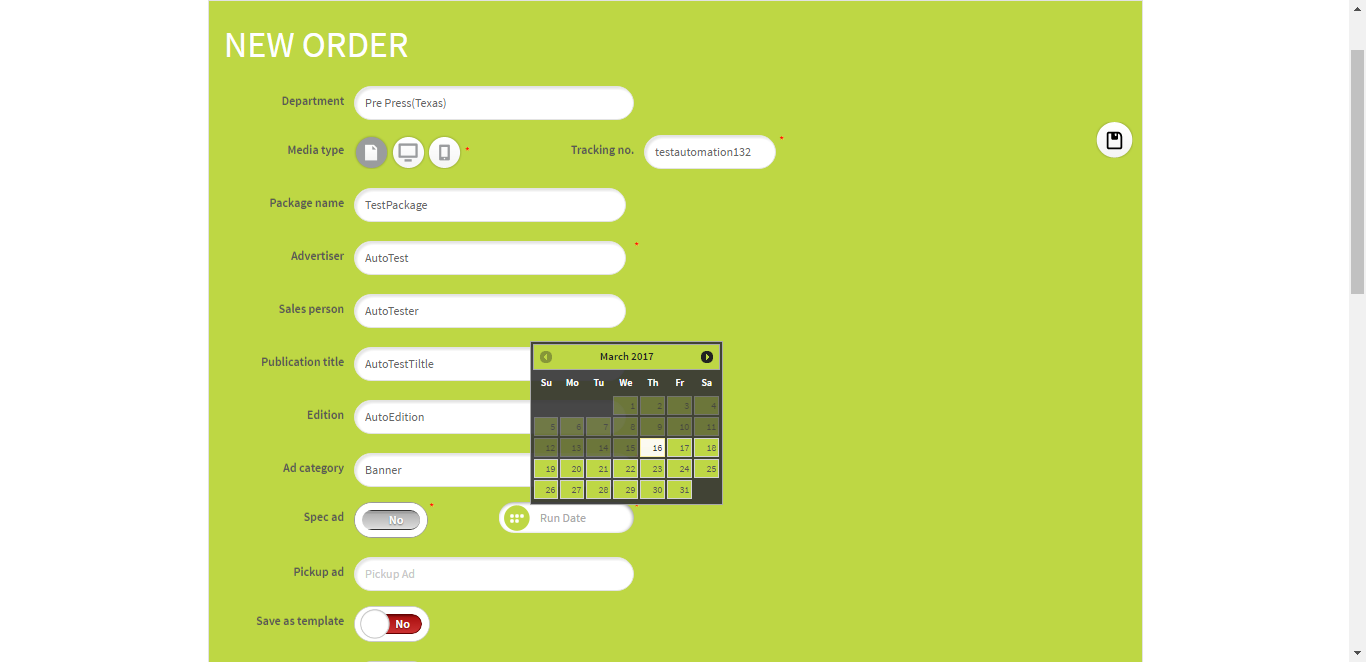 NEW ORDER
Department Pre Press(Texas)
Media type * Tracking no. testautomation132 *
Package name TestPackage
Advertiser AutoTest *
Sales person AutoTester
Publication title AutoTestTiltle
Edition AutoEdition
Ad category Banner
March 2017
Su Mo Tu We Th Fr Sa
1 2 3 4
5 6 7 8 9 10 11
12 13 14 15 16 17 18
19 20 21 22 23 24 25
26 27 28 29 30 31
Spec ad No * Run Date
Pickup ad Pickup Ad
Save as template No